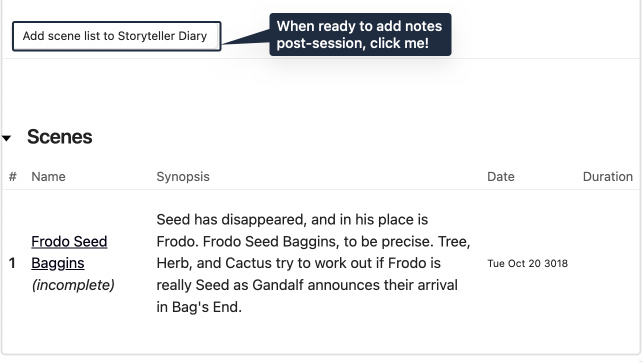 Add scene list to Storyteller Diary
When ready to add notes
post-session, click me!
Scenes
# Name Synopsis Date Duration
Seed has disappeared, and in his place is
Frodo Seed Frodo. Frodo Seed Baggins, to be precise. Tree,
1 Baggins Herb, and Cactus try to work out if Frodo is Tue Oct 20 3018
(incomplete) really Seed as Gandalf announces their arrival
in Bag's End.